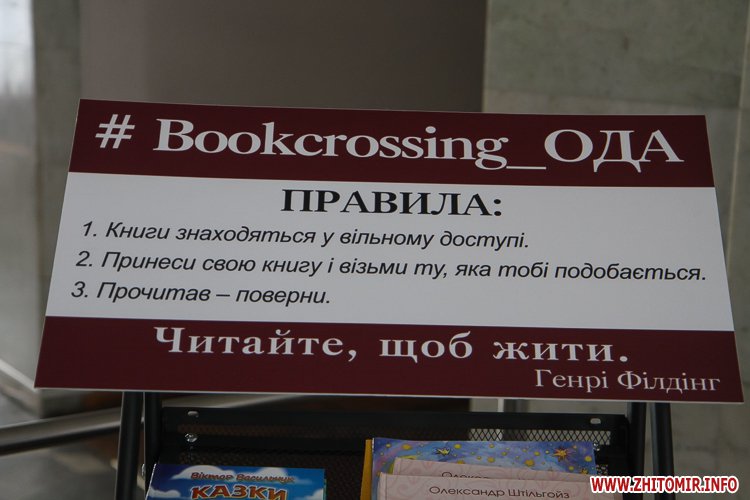 # Bookcrossing_ОДА
ПРАВИЛА:
1. Книги знаходяться у вільному доступі.
2. Принеси свою книгу і візьми ту, яка тобі подобається.
3. Прочитав – поверни.
Читайте, щоб жити.
Генрі Філдінг
Віктор Васильчук
КАЗКИ
Олександр Штільгойз
WWW.ZHITOMIR.INFO